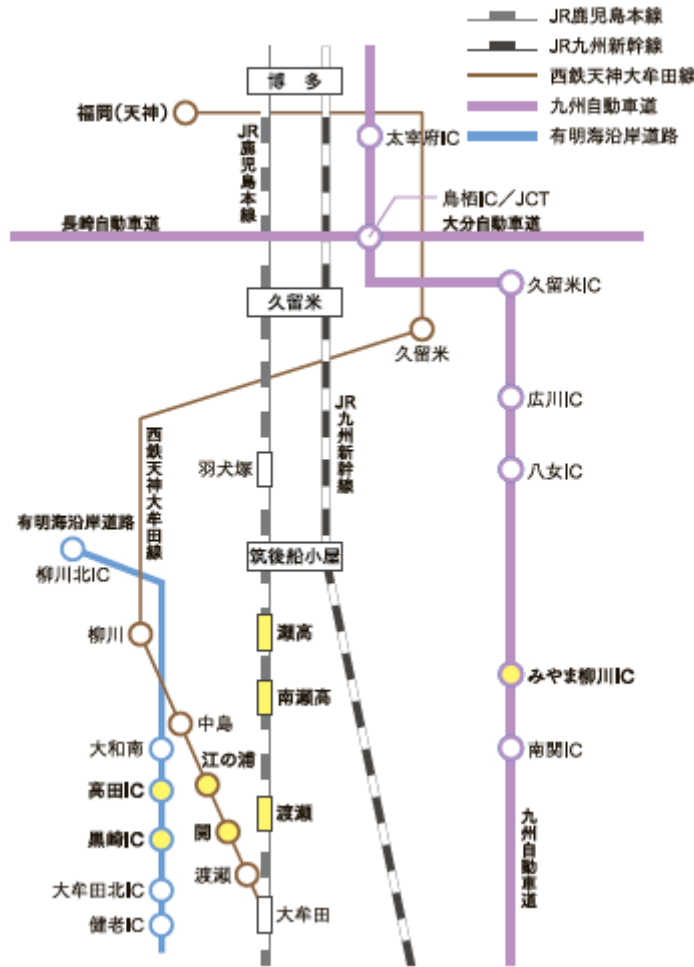 JR鹿児島本線
JR九州新幹線
西鉄天神大牟田線
九州自動車道
有明海沿岸道路
博多
福岡(天神)
JR鹿児島本線
太宰府IC
鳥栖IC/JCT
長崎自動車道
大分自動車道
久留米IC
久留米
久留米
JR九州新幹線
広川IC
西鉄天神大牟田線
羽犬塚
八女IC
有明海沿岸道路
筑後船小屋
柳川北IC
柳川
瀬高
みやま柳川IC
南瀬高
中島
大和南
江の浦
南関IC
高田IC
渡瀬
開
黒崎IC
九州自動車道
渡瀬
大牟田北IC
大牟田
健老IC